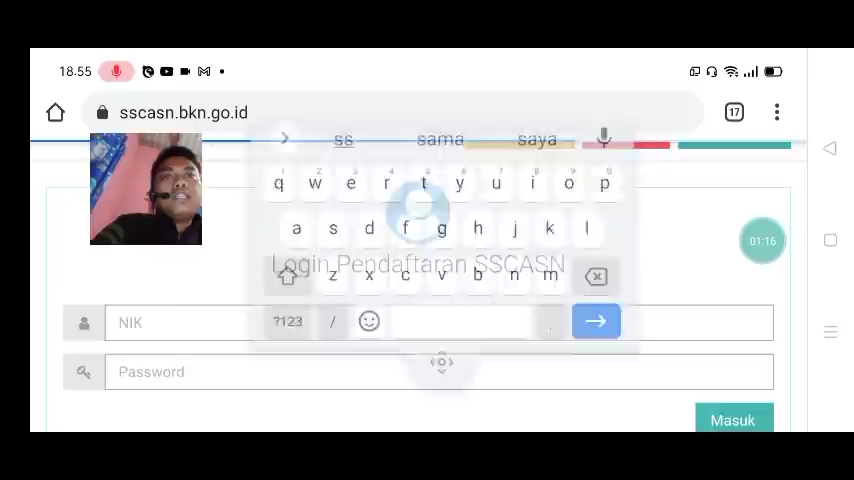 18.55
sscasn.bkn.go.id
17
ss sama saya
q w e r t y u i o p
a s d f g h j k l
01:16
Login Pendaftaran SSCASN
z x c v b n m
NIK
?123 / .
Password
Masuk